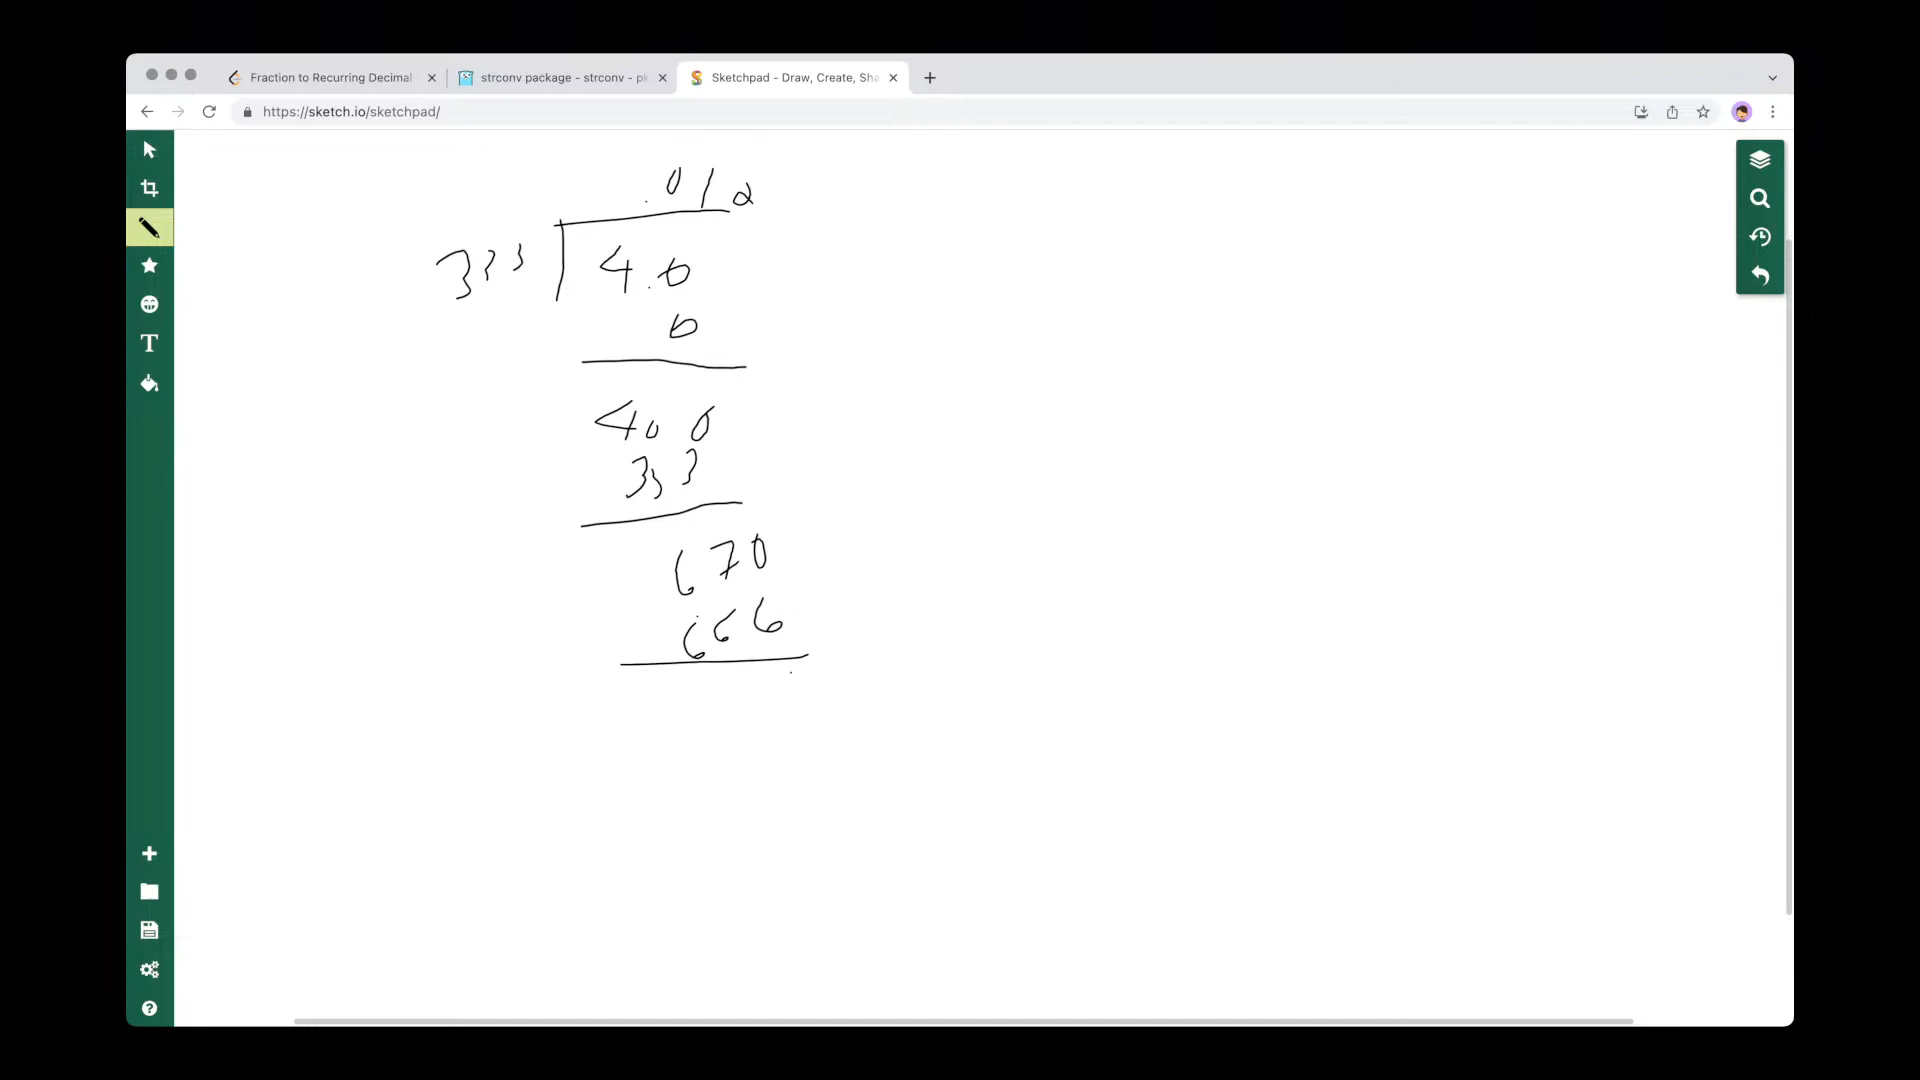 Fraction to Recurring Decimal
strconv package - strconv - pk
Sketchpad - Draw, Create, Sha
https://sketch.io/sketchpad/
.012
333 4.0
0
400
333
670
666